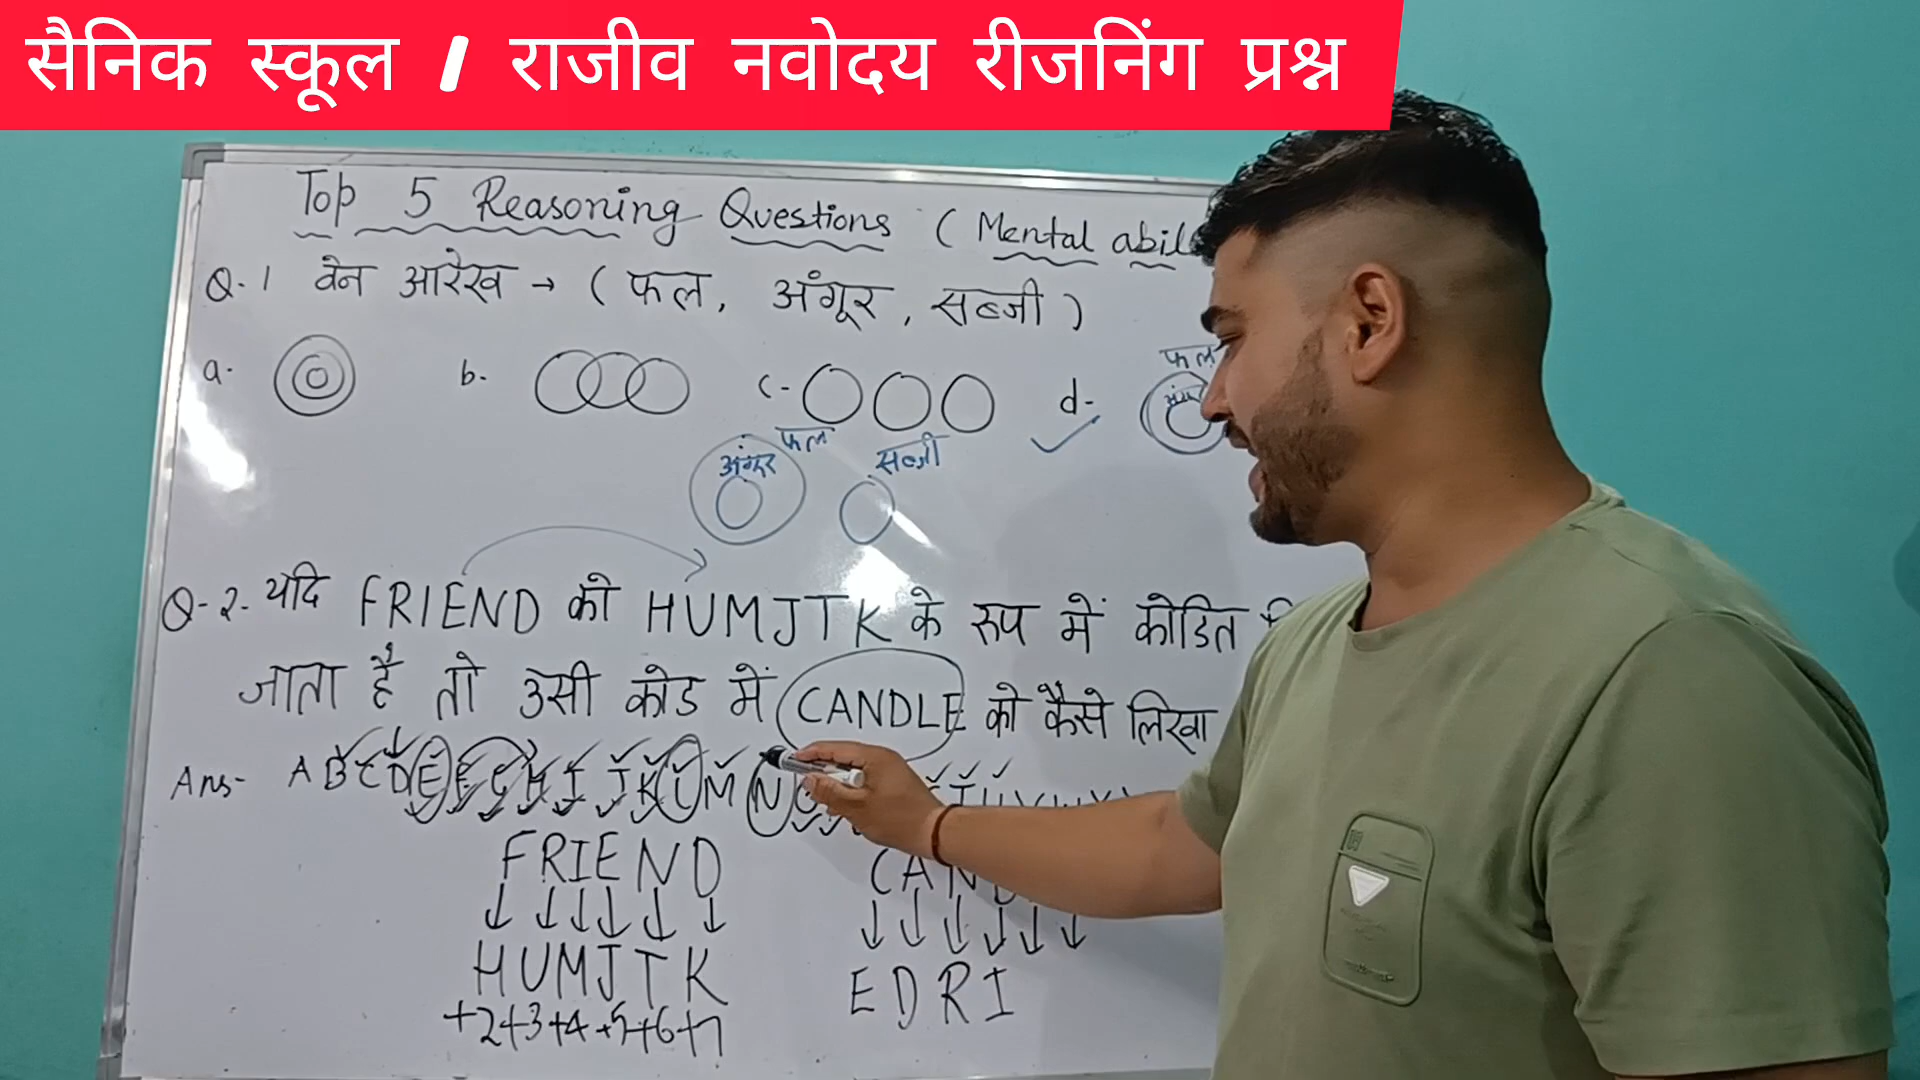 सैनिक स्कूल / राजीव नवोदय रीजनिंग प्रश्न
Top 5 Reasoning Questions ( Mental abil
Q-1 वेन आरेख → ( फल, अंगूर, सब्जी )
a- b- c- d-
फल
अंगूर फल सब्जी
Q-2- यदि FRIEND को HUMJTK के रूप में कोडित
जाता है तो उसी कोड में CANDLE को कैसे लिखा
Ans- A B C D E F G H I J K L M N
FRIEND CAN
HUMJTK EDRI
+2+3+4+5+6+7